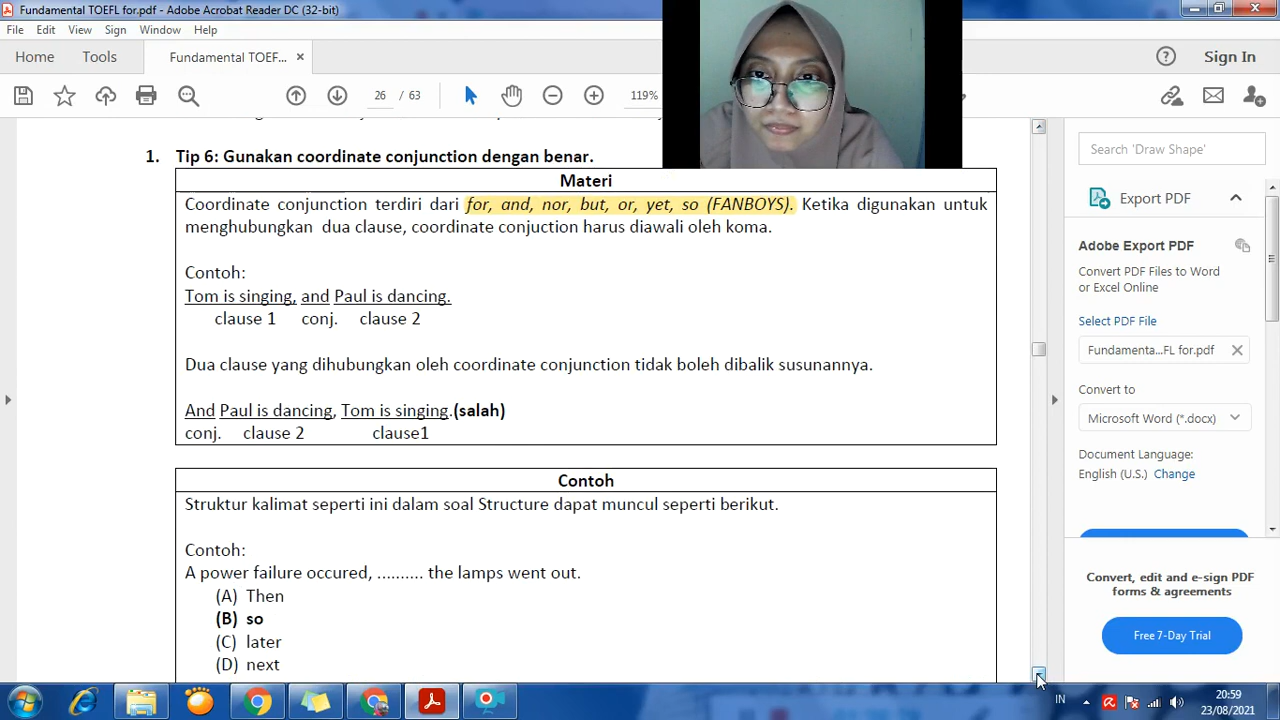 Fundamental TOEFL for.pdf - Adobe Acrobat Reader DC (32-bit)
File Edit View Sign Window Help
Home Tools Fundamental TOEF... ×
Sign In
26 / 63
119%
1. Tip 6: Gunakan coordinate conjunction dengan benar.
Materi
Coordinate conjunction terdiri dari for, and, nor, but, or, yet, so (FANBOYS). Ketika digunakan untuk
menghubungkan dua clause, coordinate conjuction harus diawali oleh koma.
Contoh:
Tom is singing, and Paul is dancing.
clause 1 conj. clause 2
Dua clause yang dihubungkan oleh coordinate conjunction tidak boleh dibalik susunannya.
And Paul is dancing, Tom is singing.(salah)
conj. clause 2 clause1
Contoh
Struktur kalimat seperti ini dalam soal Structure dapat muncul seperti berikut.
Contoh:
A power failure occured, .......... the lamps went out.
(A) Then
(B) so
(C) later
(D) next
Search 'Draw Shape'
Export PDF
Adobe Export PDF
Convert PDF Files to Word
or Excel Online
Select PDF File
Fundamenta...FL for.pdf
Convert to
Microsoft Word (*.docx)
Document Language:
English (U.S.) Change
Convert, edit and e-sign PDF
forms & agreements
Free 7-Day Trial
IN
20:59
23/08/2021